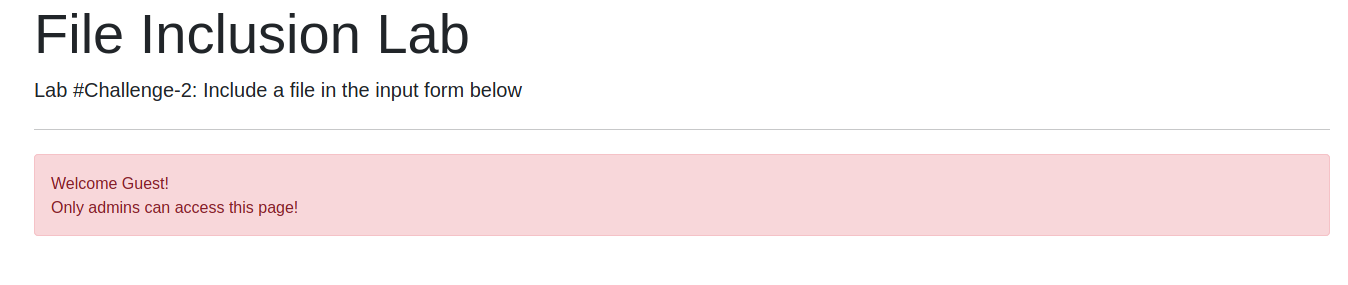 File Inclusion Lab
Lab #Challenge-2: Include a file in the input form below
Welcome Guest!
Only admins can access this page!